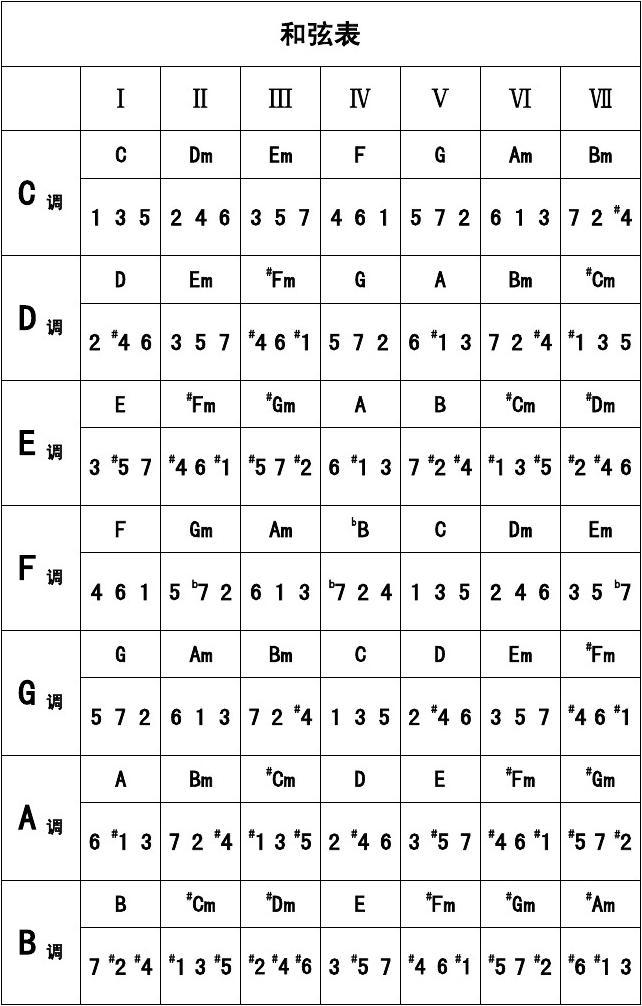 和弦表
Ⅰ Ⅱ Ⅲ Ⅳ Ⅴ Ⅵ Ⅶ
C调
C Dm Em F G Am Bm
1 3 5 2 4 6 3 5 7 4 6 1 5 7 2 6 1 3 7 2 #4
D调
D Em #Fm G A Bm #Cm
2 #4 6 3 5 7 #4 6 #1 5 7 2 6 #1 3 7 2 #4 #1 3 5
E调
E #Fm #Gm A B #Cm #Dm
3 #5 7 #4 6 #1 #5 7 #2 6 #1 3 7 #2 #4 #1 3 #5 #2 #4 6
F调
F Gm Am bB C Dm Em
4 6 1 5 b7 2 6 1 3 b7 2 4 1 3 5 2 4 6 3 5 b7
G调
G Am Bm C D Em #Fm
5 7 2 6 1 3 7 2 #4 1 3 5 2 #4 6 3 5 7 #4 6 #1
A调
A Bm #Cm D E #Fm #Gm
6 #1 3 7 2 #4 #1 3 #5 2 #4 6 3 #5 7 #4 6 #1 #5 7 #2
B调
B #Cm #Dm E #Fm #Gm #Am
7 #2 #4 #1 3 #5 #2 #4 #6 3 #5 7 #4 6 #1 #5 7 #2 #6 #1 3